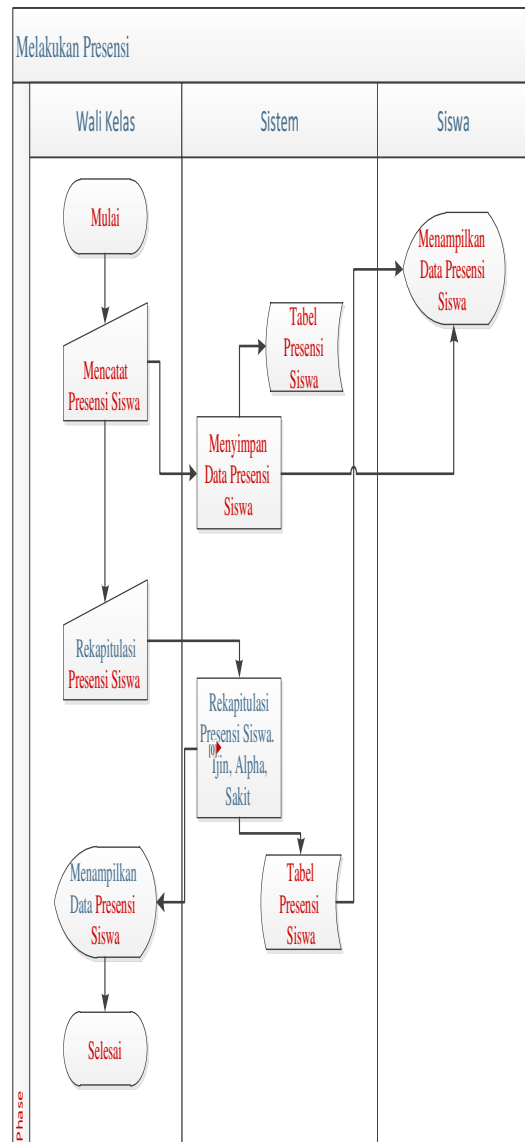 Melakukan Presensi
Wali Kelas
Sistem
Siswa
Mulai
Menampilkan
Data Presensi
Siswa
Tabel
Presensi
Siswa
Mencatat
Presensi Siswa
Menyimpan
Data Presensi
Siswa
Rekapitulasi
Presensi Siswa
Rekapitulasi
Presensi Siswa.
Ijin, Alpha,
Sakit
Menampilkan
Data Presensi
Siswa
Tabel
Presensi
Siswa
Selesai
Phase